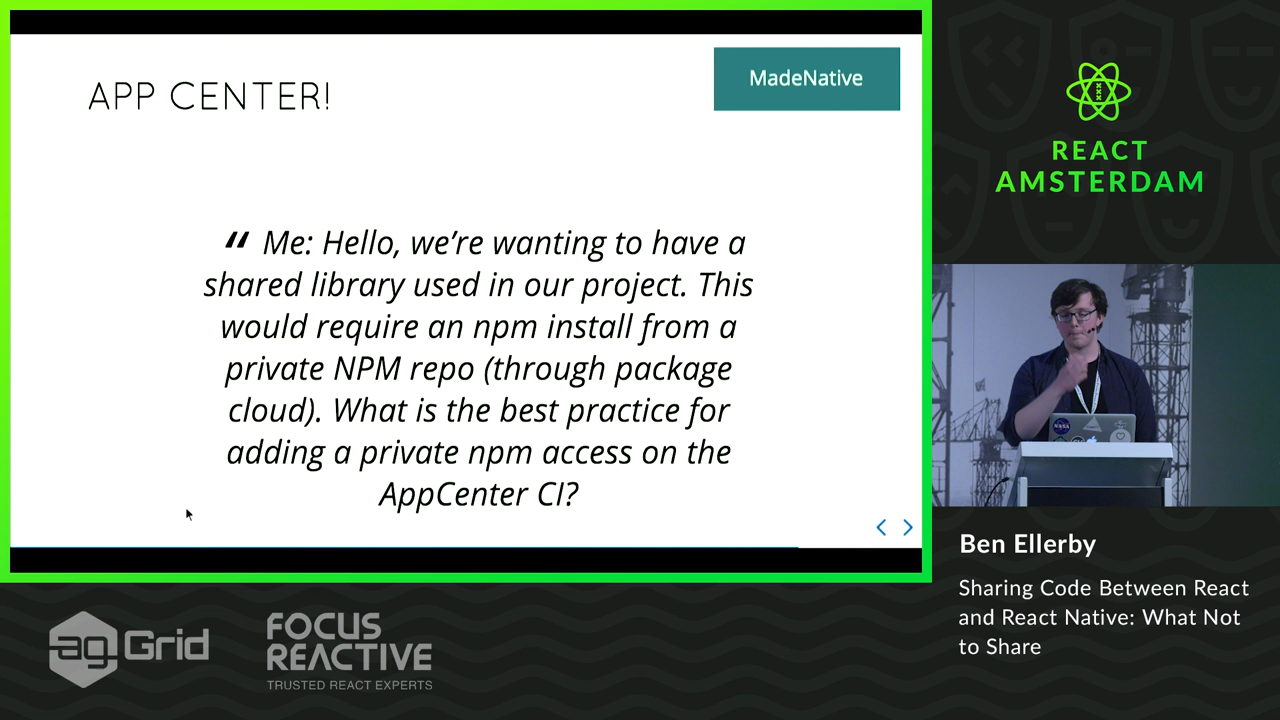 APP CENTER!
MadeNative
“ Me: Hello, we’re wanting to have a
shared library used in our project. This
would require an npm install from a
private NPM repo (through package
cloud). What is the best practice for
adding a private npm access on the
AppCenter CI?
REACT
AMSTERDAM
NASA
Ben Ellerby
Sharing Code Between React
and React Native: What Not
to Share
ag Grid
FOCUS
REACTIVE
TRUSTED REACT EXPERTS